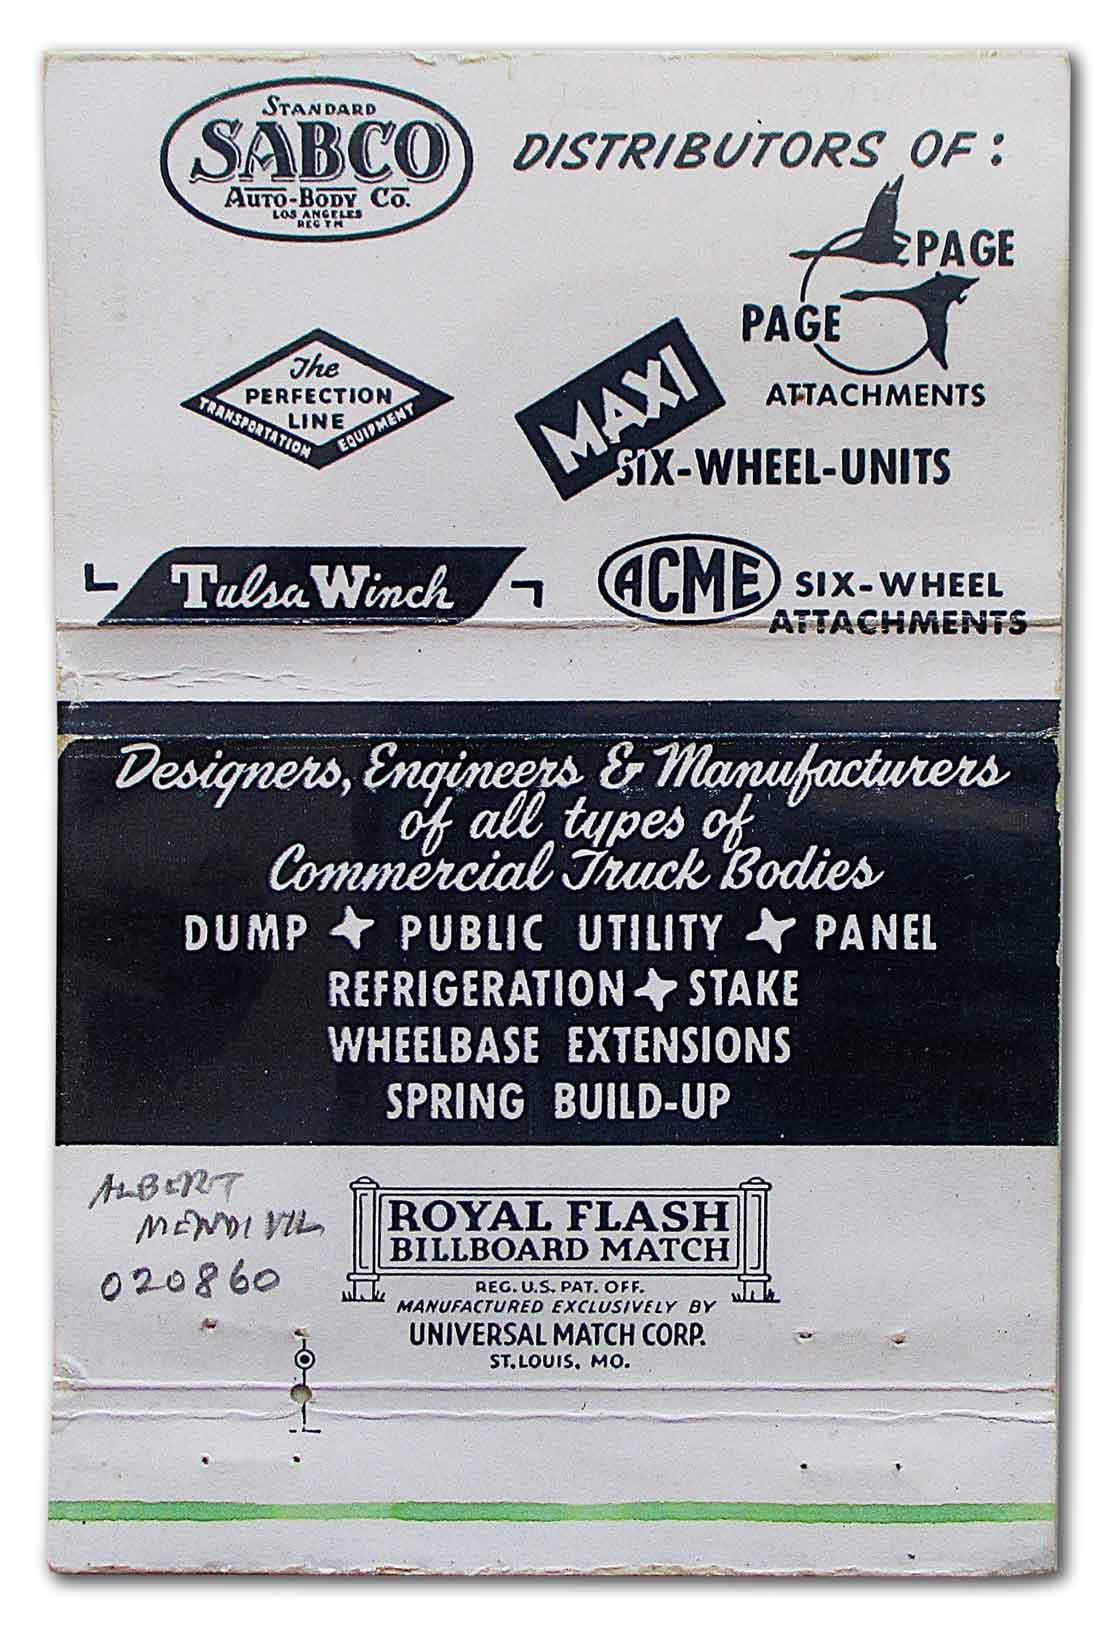 STANDARD
SABCO
AUTO-BODY CO.
LOS ANGELES
REG TM
DISTRIBUTORS OF:
PAGE
PAGE
ATTACHMENTS
The
PERFECTION
LINE
TRANSPORTATION EQUIPMENT
MAXI
SIX-WHEEL-UNITS
Tulsa Winch
ACME SIX-WHEEL
ATTACHMENTS
Designers, Engineers & Manufacturers
of all types of
Commercial Truck Bodies
DUMP PUBLIC UTILITY PANEL
REFRIGERATION STAKE
WHEELBASE EXTENSIONS
SPRING BUILD-UP
ALBERT
MENDIVIL
020860
ROYAL FLASH
BILLBOARD MATCH
REG. U.S. PAT. OFF.
MANUFACTURED EXCLUSIVELY BY
UNIVERSAL MATCH CORP.
ST. LOUIS, MO.